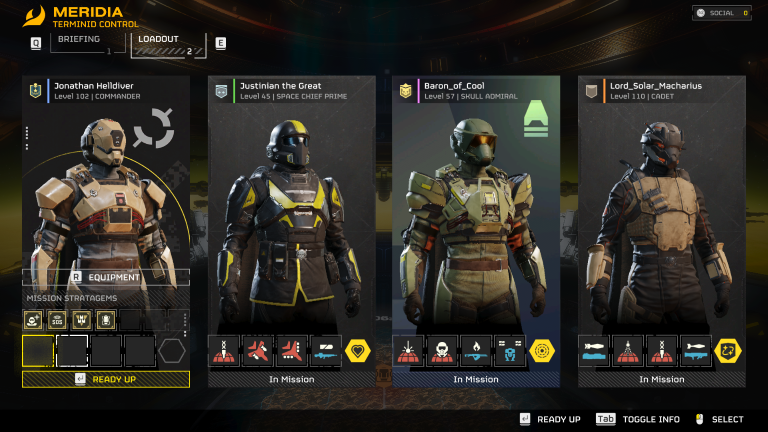 MERIDIA
TERMINID CONTROL
SOCIAL 0
Q BRIEFING 1 LOADOUT 2 E
Jonathan Helldiver
Level 102 | COMMANDER
Justinian the Great
Level 45 | SPACE CHIEF PRIME
Baron_of_Cool
Level 57 | SKULL ADMIRAL
Lord_Solar_Macharius
Level 110 | CADET
R EQUIPMENT
MISSION STRATAGEMS
SOS
READY UP
In Mission
In Mission
In Mission
READY UP Tab TOGGLE INFO SELECT